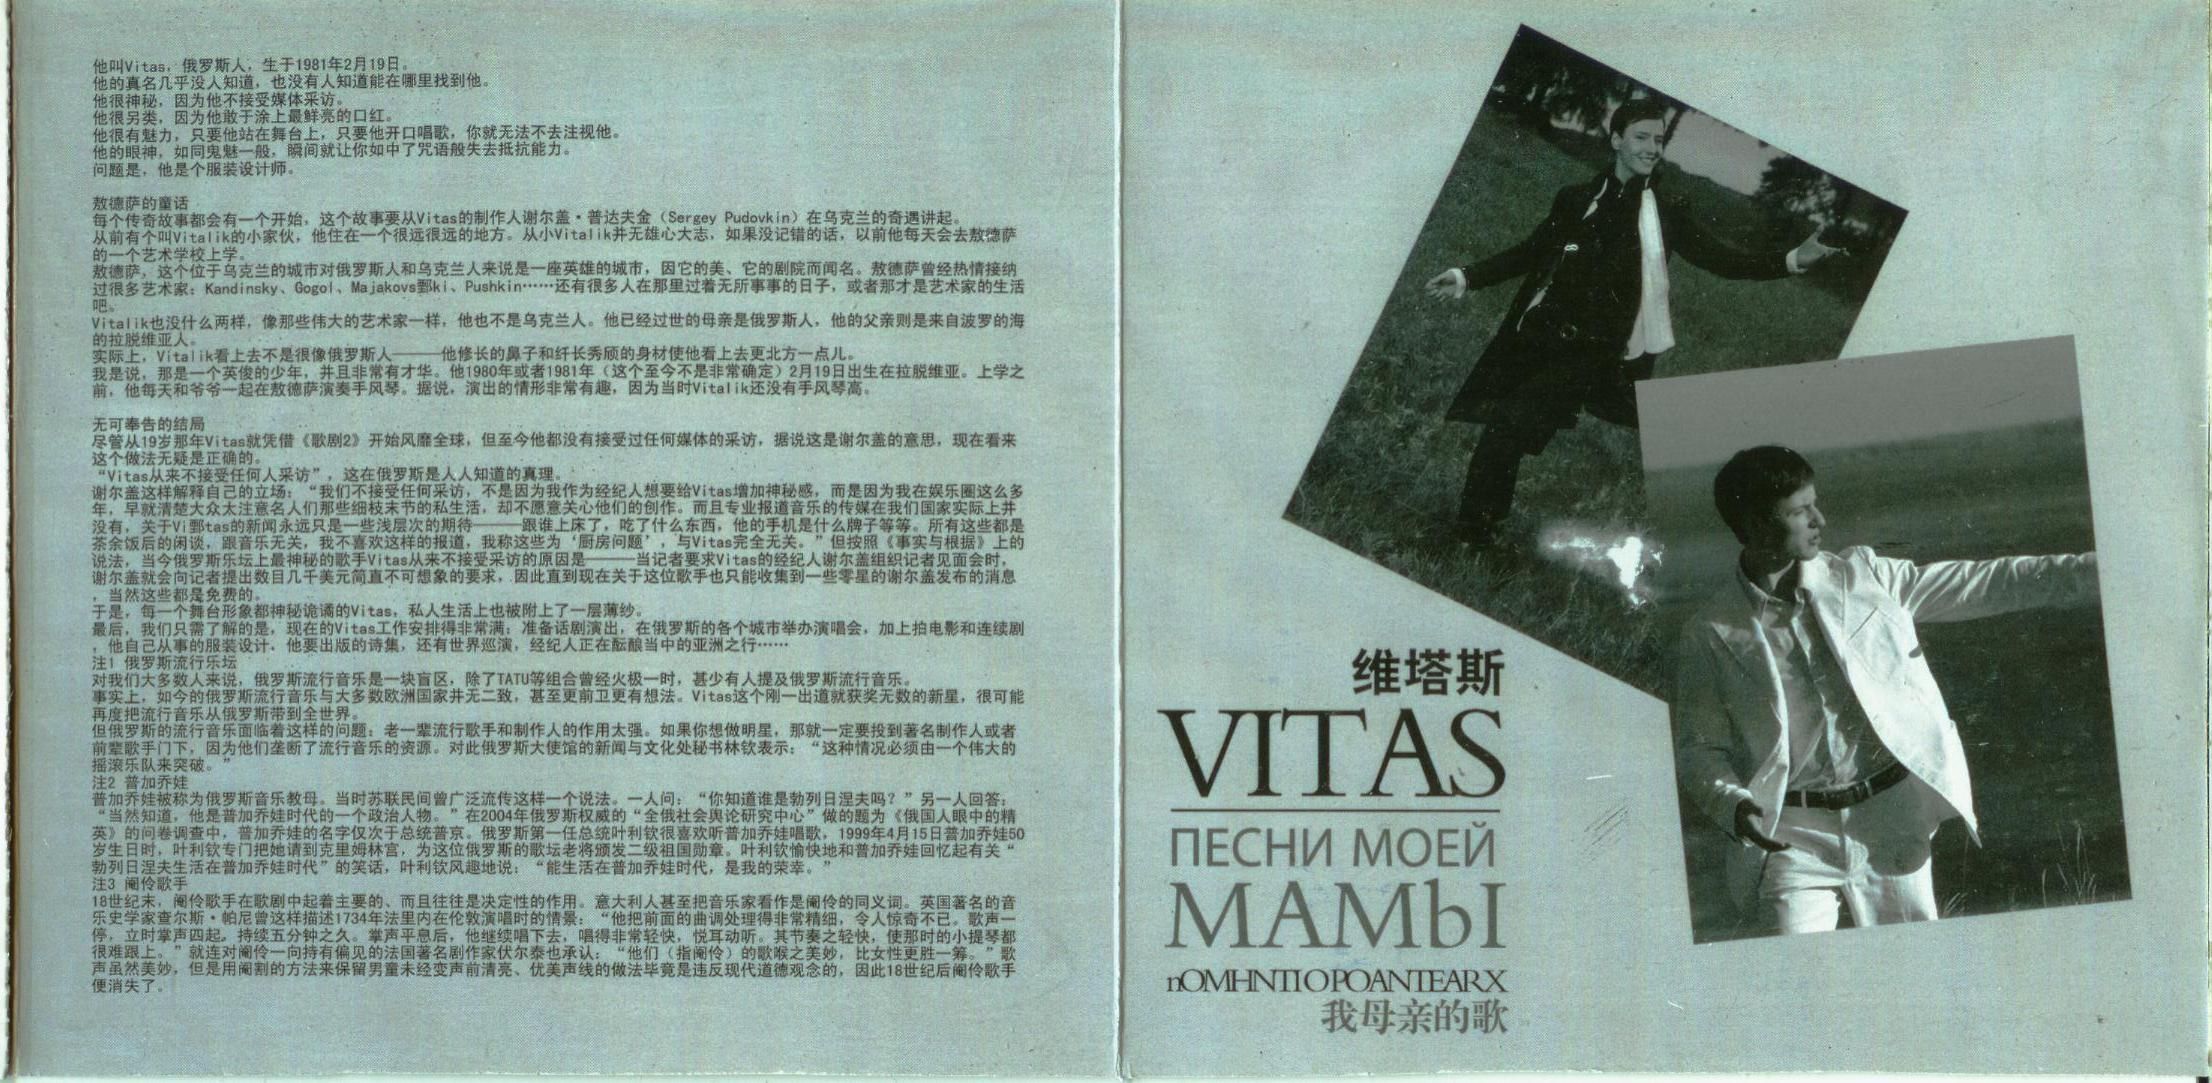 他叫Vitas，俄罗斯人，生于1981年2月19日。
他的真名几乎没人知道，也没有人知道能在哪里找到他。
他很神秘，因为他不接受媒体采访。
他很另类，因为他敢于涂上最鲜亮的口红。
他很有魅力，只要他站在舞台上，只要他开口唱歌，你就无法不去注视他。
他的眼神，如同鬼魅一般，瞬间就让你如中了咒语般失去抵抗能力。
问题是，他是个服装设计师。
敖德萨的童话
每个传奇故事都会有一个开始，这个故事要从Vitas的制作人谢尔盖·普达夫金（Sergey Pudovkin）在乌克兰的奇遇讲起。
从前有个叫Vitalik的小家伙，他住在一个很远很远的地方。从小Vitalik并无雄心大志，如果没记错的话，以前他每天会去敖德萨
的一个艺术学校上学。
敖德萨，这个位于乌克兰的城市对俄罗斯人和乌克兰人来说是一座英雄的城市，因它的美、它的剧院而闻名。敖德萨曾经热情接纳
过很多艺术家：Kandinsky、Gogol、Majakovs鄄ki、Pushkin……还有很多人在那里过着无所事事的日子，或者那才是艺术家的生活
吧。
Vitalik也没什么两样，像那些伟大的艺术家一样，他也不是乌克兰人。他已经过世的母亲是俄罗斯人，他的父亲则是来自波罗的海
的拉脱维亚人。
实际上，Vitalik看上去不是很像俄罗斯人———他修长的鼻子和纤长秀颀的身材使他看上去更北方一点儿。
我是说，那是一个英俊的少年，并且非常有才华。他1980年或者1981年（这个至今不是非常确定）2月19日出生在拉脱维亚。上学之
前，他每天和爷爷一起在敖德萨演奏手风琴。据说，演出的情形非常有趣，因为当时Vitalik还没有手风琴高。
无可奉告的结局
尽管从19岁那年Vitas就凭借《歌剧2》开始风靡全球，但至今他都没有接受过任何媒体的采访，据说这是谢尔盖的意思，现在看来
这个做法无疑是正确的。
“Vitas从来不接受任何人采访”，这在俄罗斯是人人知道的真理。
谢尔盖这样解释自己的立场：“我们不接受任何采访，不是因为我作为经纪人想要给Vitas增加神秘感，而是因为我在娱乐圈这么多
年，早就清楚大众太注意名人们那些细枝末节的私生活，却不愿意关心他们的创作。而且专业报道音乐的传媒在我们国家实际上并
没有，关于Vi鄄tas的新闻永远只是一些浅层次的期待———跟谁上床了，吃了什么东西，他的手机是什么牌子等等。所有这些都是
茶余饭后的闲谈，跟音乐无关，我不喜欢这样的报道，我称这些为‘厨房问题’，与Vitas完全无关。”但按照《事实与根据》上的
说法，当今俄罗斯乐坛上最神秘的歌手Vitas从来不接受采访的原因是———当记者要求Vitas的经纪人谢尔盖组织记者见面会时，
谢尔盖就会向记者提出数目几千美元简直不可想象的要求，因此直到现在关于这位歌手也只能收集到一些零星的谢尔盖发布的消息
，当然这些都是免费的。
于是，每一个舞台形象都神秘诡谲的Vitas，私人生活上也被附上了一层薄纱。
最后，我们只需了解的是，现在的Vitas工作安排得非常满：准备话剧演出，在俄罗斯的各个城市举办演唱会，加上拍电影和连续剧
，他自己从事的服装设计，他要出版的诗集，还有世界巡演，经纪人正在酝酿当中的亚洲之行……
注1 俄罗斯流行乐坛
对我们大多数人来说，俄罗斯流行音乐是一块盲区，除了TATU等组合曾经火极一时，甚少有人提及俄罗斯流行音乐。
事实上，如今的俄罗斯流行音乐与大多数欧洲国家并无二致，甚至更前卫更有想法。Vitas这个刚一出道就获奖无数的新星，很可能
再度把流行音乐从俄罗斯带到全世界。
但俄罗斯的流行音乐面临着这样的问题：老一辈流行歌手和制作人的作用太强。如果你想做明星，那就一定要投到著名制作人或者
前辈歌手门下，因为他们垄断了流行音乐的资源。对此俄罗斯大使馆的新闻与文化处秘书林钦表示：“这种情况必须由一个伟大的
摇滚乐队来突破。”
注2 普加乔娃
普加乔娃被称为俄罗斯音乐教母。当时苏联民间曾广泛流传这样一个说法。一人问：“你知道谁是勃列日涅夫吗？”另一人回答：
“当然知道，他是普加乔娃时代的一个政治人物。”在2004年俄罗斯权威的“全俄社会舆论研究中心”做的题为《俄国人眼中的精
英》的问卷调查中，普加乔娃的名字仅次于总统普京。俄罗斯第一任总统叶利钦很喜欢听普加乔娃唱歌，1999年4月15日普加乔娃50
岁生日时，叶利钦专门把她请到克里姆林宫，为这位俄罗斯的歌坛老将颁发二级祖国勋章。叶利钦愉快地和普加乔娃回忆起有关“
勃列日涅夫生活在普加乔娃时代”的笑话，叶利钦风趣地说：“能生活在普加乔娃时代，是我的荣幸。”
注3 阉伶歌手
18世纪末，阉伶歌手在歌剧中起着主要的、而且往往是决定性的作用。意大利人甚至把音乐家看作是阉伶的同义词。英国著名的音
乐史学家查尔斯·帕尼曾这样描述1734年法里内在伦敦演唱时的情景：“他把前面的曲调处理得非常精细，令人惊奇不已。歌声一
停，立时掌声四起，持续五分钟之久。掌声平息后，他继续唱下去，唱得非常轻快，悦耳动听。其节奏之轻快，使那时的小提琴都
很难跟上。”就连对阉伶一向持有偏见的法国著名剧作家伏尔泰也承认：“他们（指阉伶）的歌喉之美妙，比女性更胜一筹。”歌
声虽然美妙，但是用阉割的方法来保留男童未经变声前清亮、优美声线的做法毕竟是违反现代道德观念的，因此18世纪后阉伶歌手
便消失了。
维塔斯
VITAS
ПЕСНИ МОЕЙ
МАМЫ
nOMHNTIOPOANTEARX
我母亲的歌